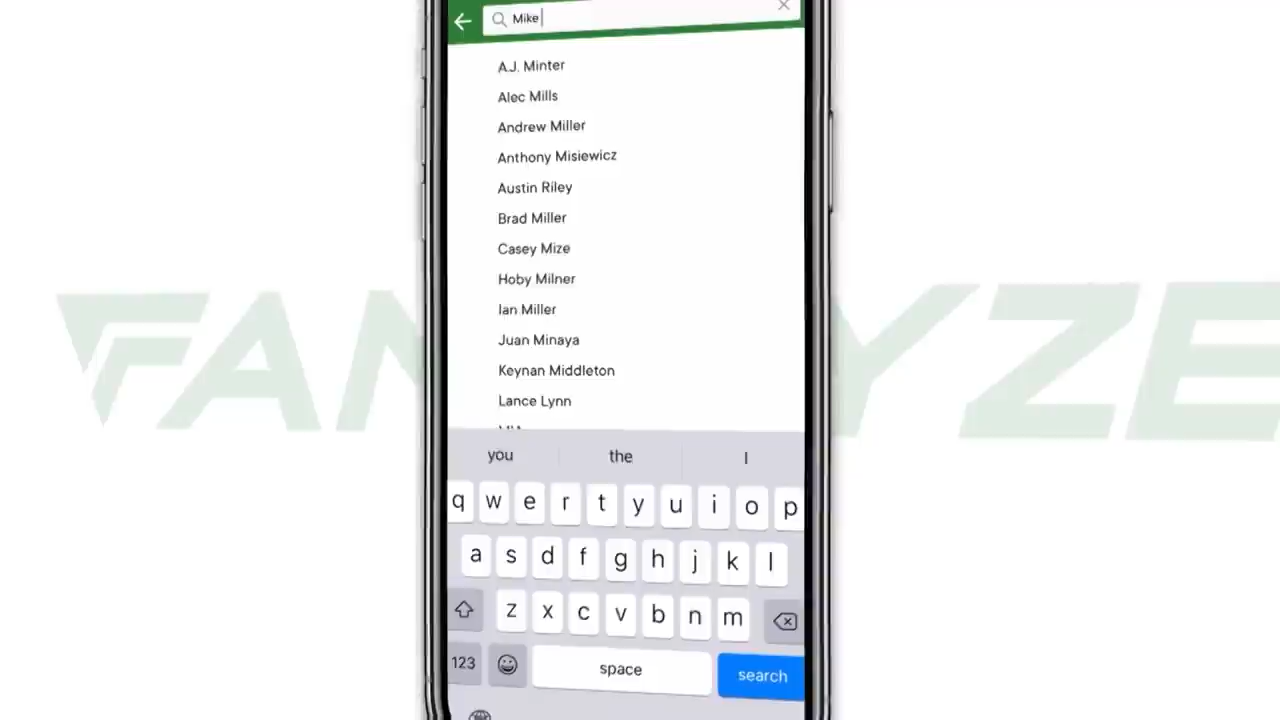 Mike
A.J. Minter
Alec Mills
Andrew Miller
Anthony Misiewicz
Austin Riley
Brad Miller
Casey Mize
Hoby Milner
Ian Miller
Juan Minaya
Keynan Middleton
Lance Lynn
you the I
q w e r t y u i o p
a s d f g h j k l
z x c v b n m
123 space search